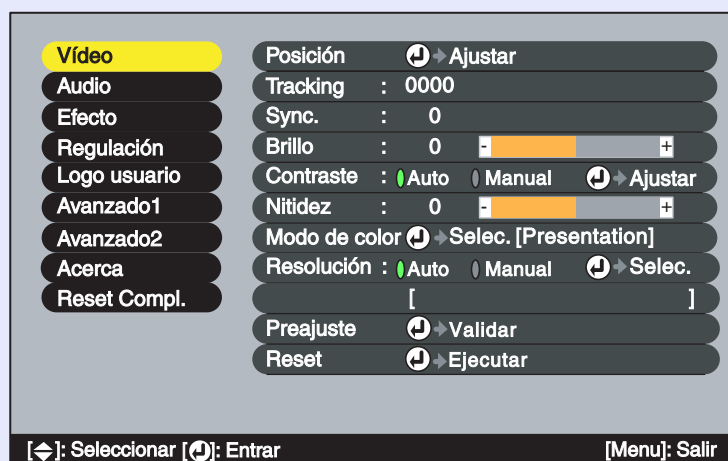 Vídeo
Audio
Efecto
Regulación
Logo usuario
Avanzado1
Avanzado2
Acerca
Reset Compl.
Posición Ajustar
Tracking : 0000
Sync. : 0
Brillo : 0 - +
Contraste : Auto Manual Ajustar
Nitidez : 0 - +
Modo de color Selec. [Presentation]
Resolución : Auto Manual Selec.
[ ]
Preajuste Validar
Reset Ejecutar
[ ]: Seleccionar [ ]: Entrar [Menu]: Salir